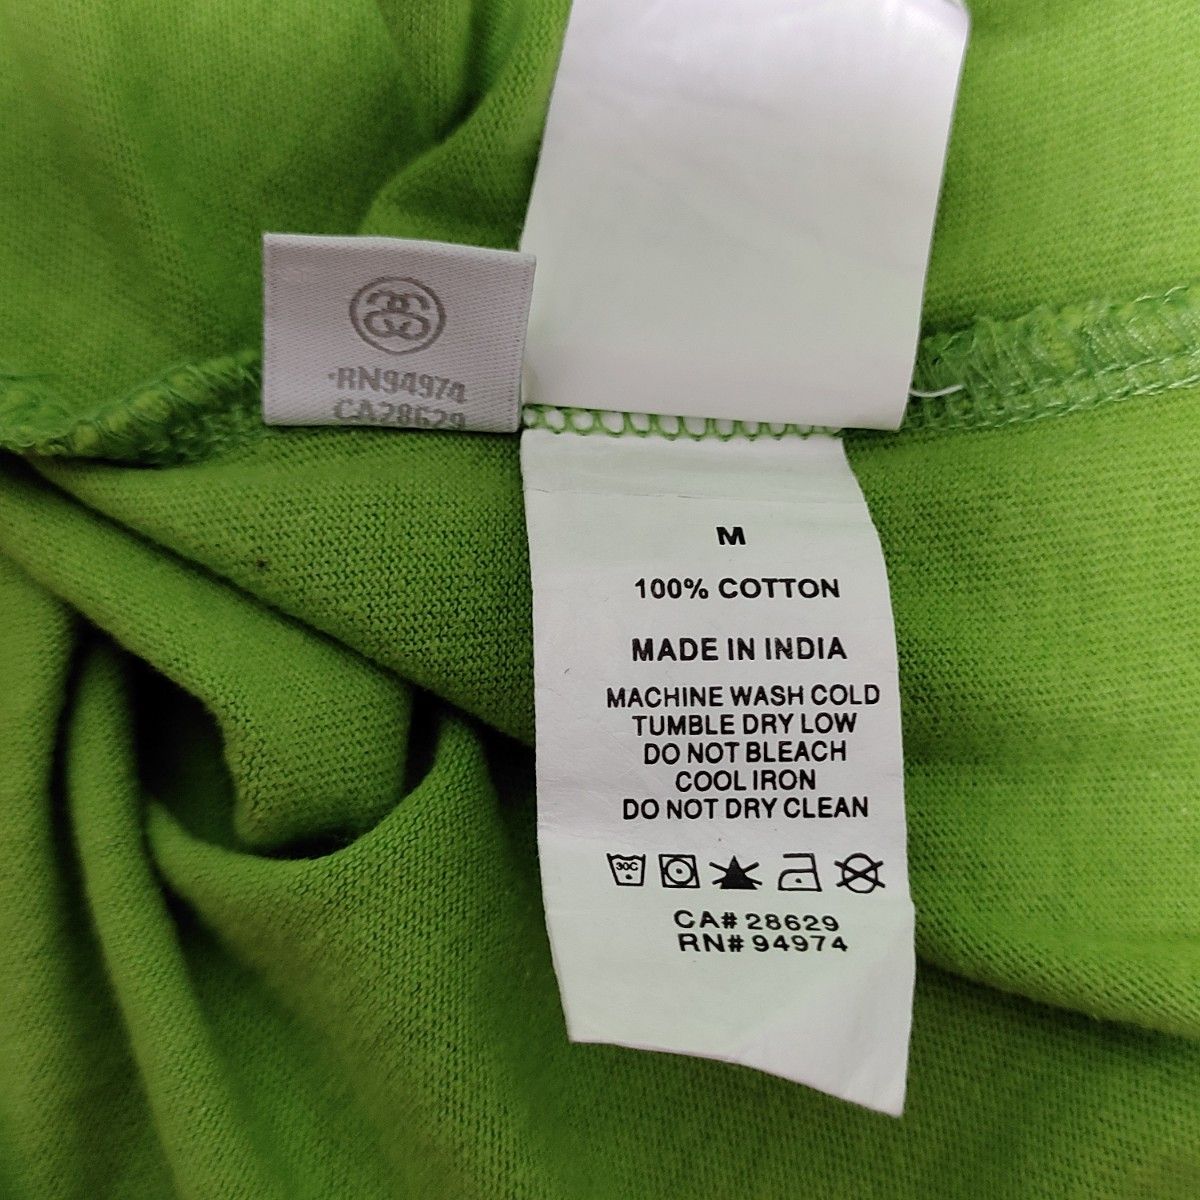 RN94974
CA28629
M
100% COTTON
MADE IN INDIA
MACHINE WASH COLD
TUMBLE DRY LOW
DO NOT BLEACH
COOL IRON
DO NOT DRY CLEAN
30C
CA# 28629
RN# 94974